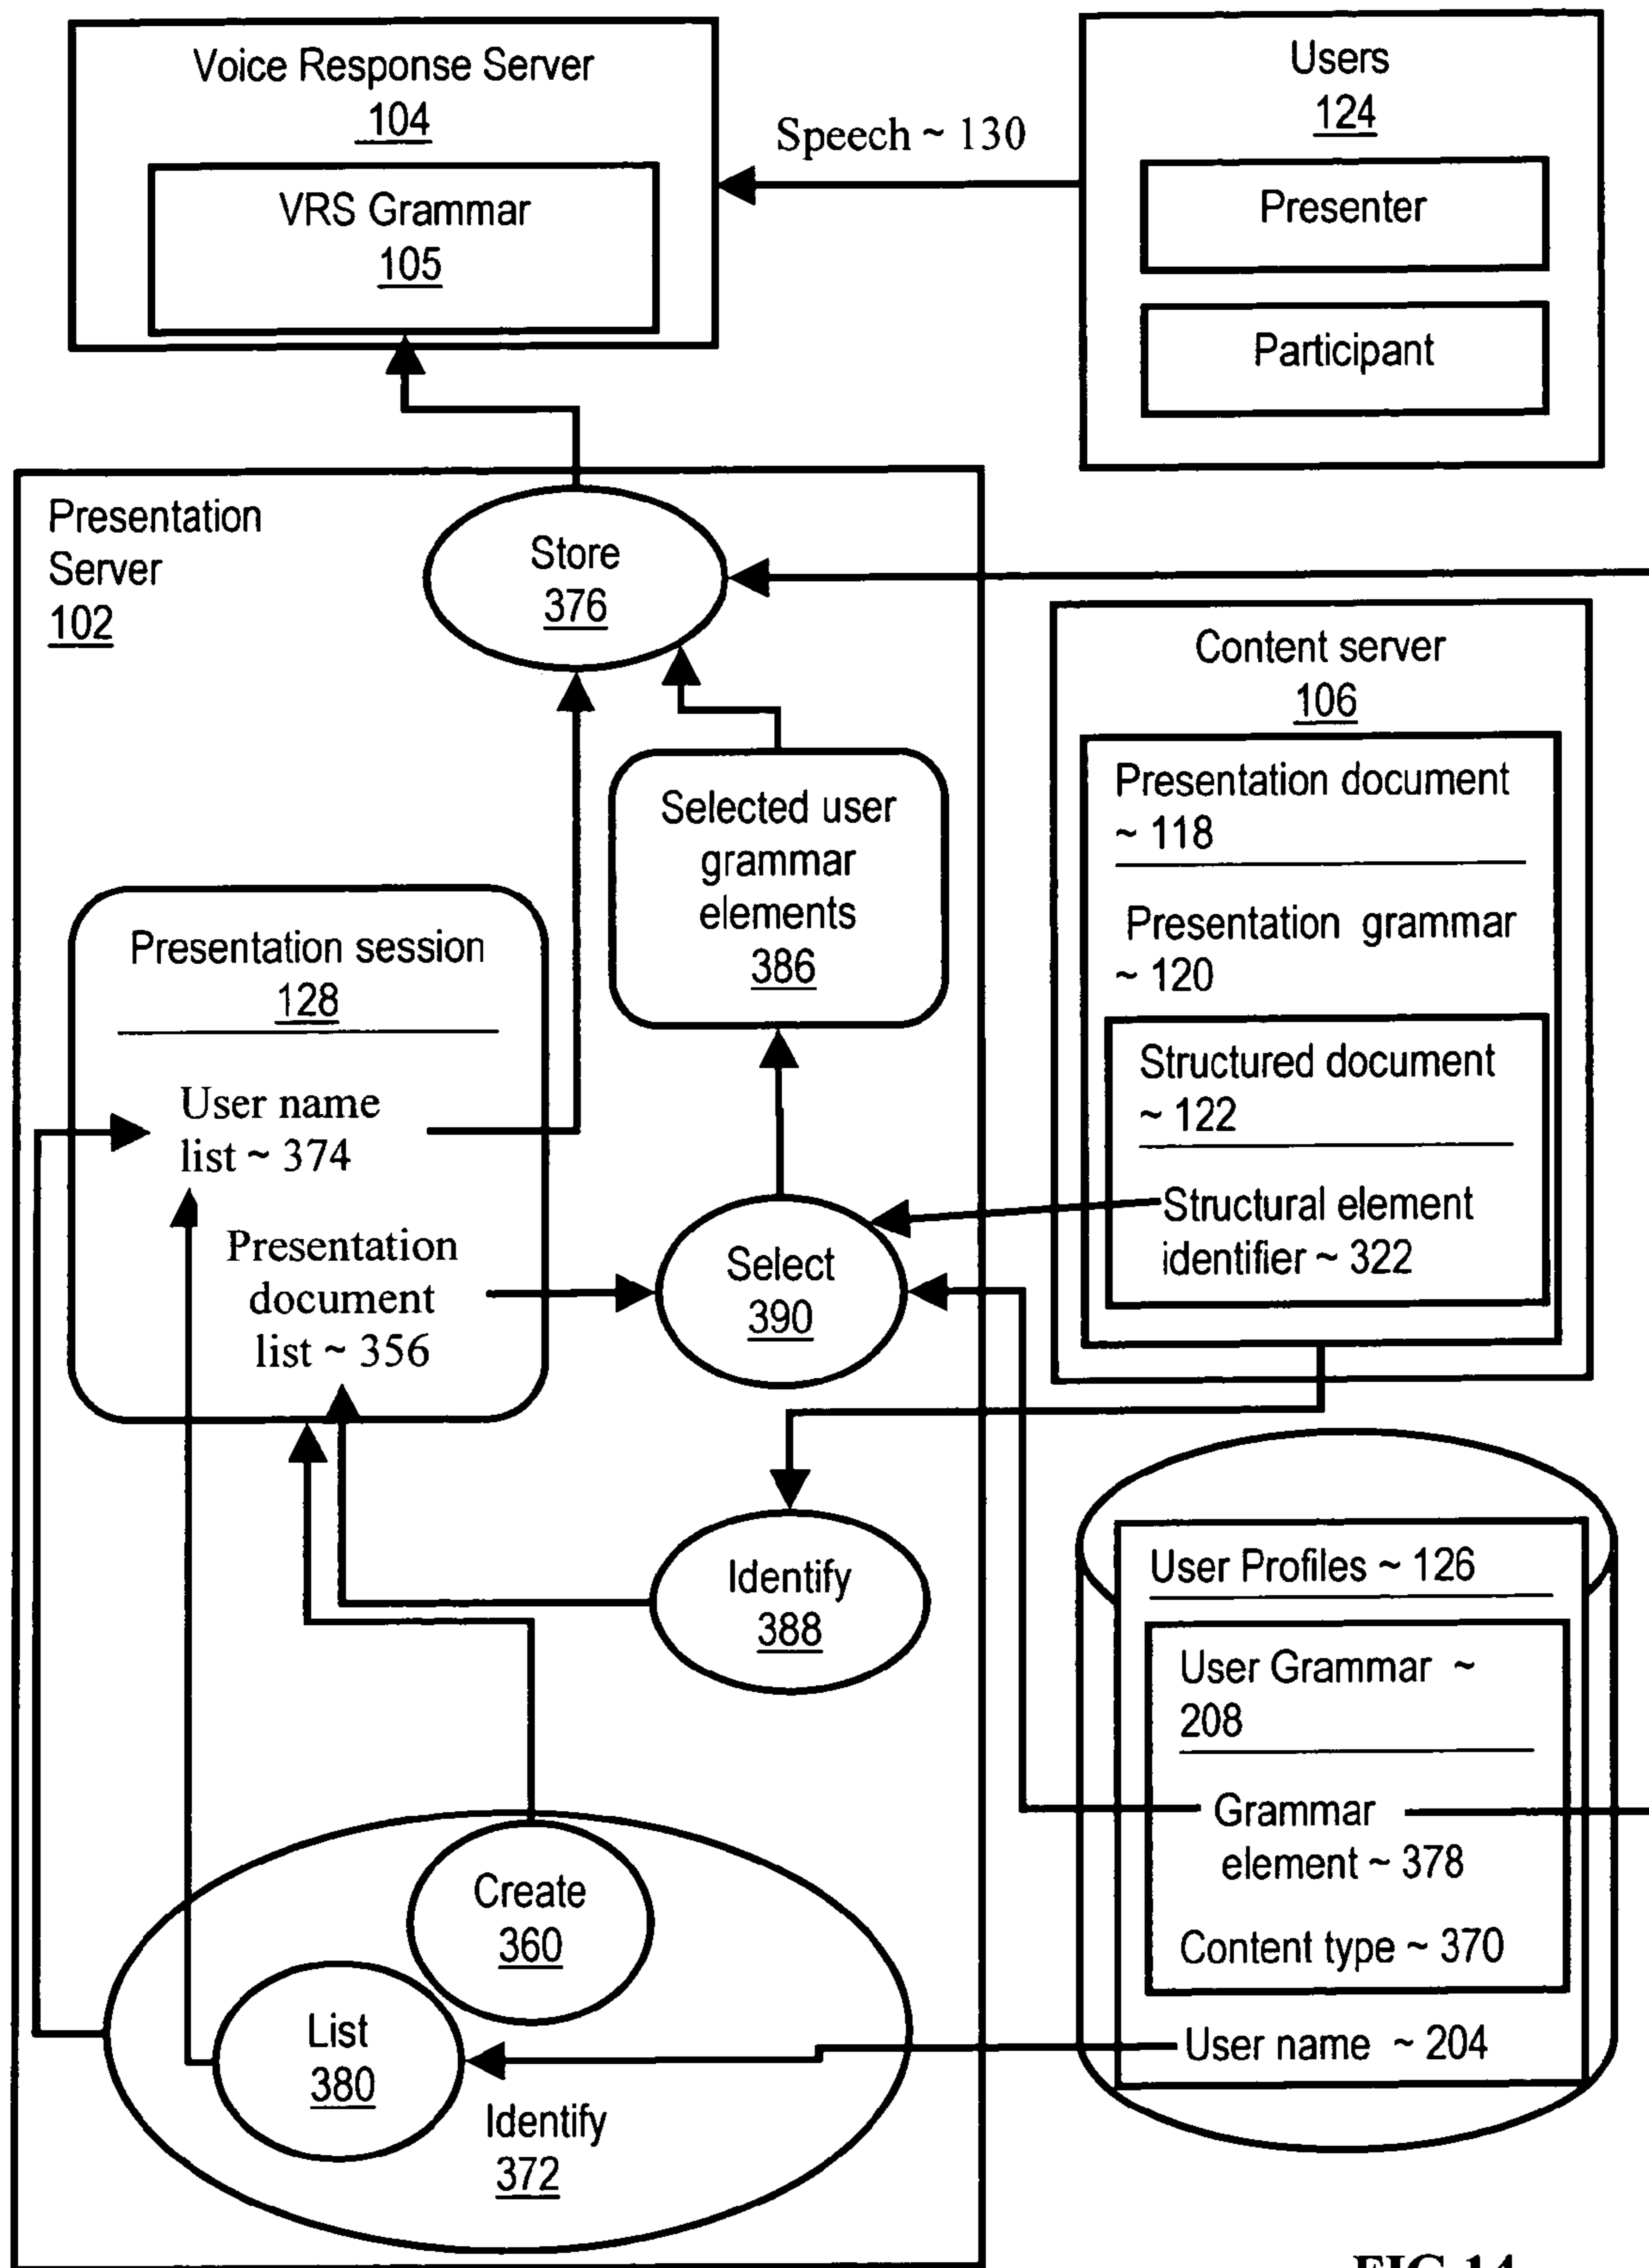 Voice Response Server
104
VRS Grammar
105
Speech ~ 130
Users
124
Presenter
Participant
Presentation
Server
102
Store
376
Selected user
grammar
elements
386
Presentation session
128
User name
list ~ 374
Presentation
document
list ~ 356
Select
390
Identify
388
Content server
106
Presentation document
~ 118
Presentation grammar
~ 120
Structured document
~ 122
Structural element
identifier ~ 322
User Profiles ~ 126
User Grammar ~
208
Grammar
element ~ 378
Content type ~ 370
User name ~ 204
Create
360
List
380
Identify
372
FIG 14